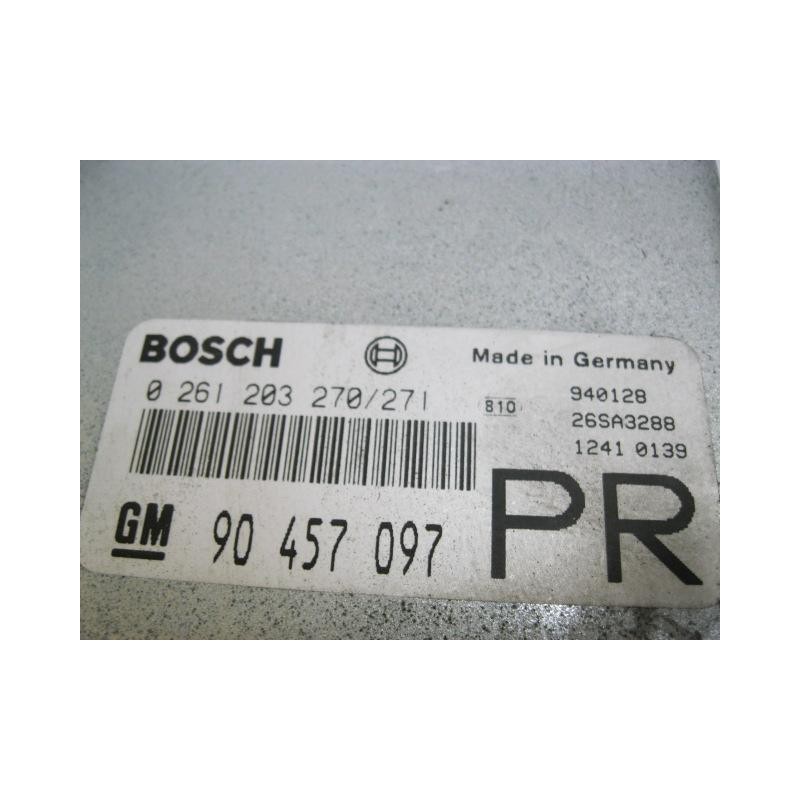 BOSCH Made in Germany
0 261 203 270/271 810 940128
26SA3288
1241 0139
GM 90 457 097 PR